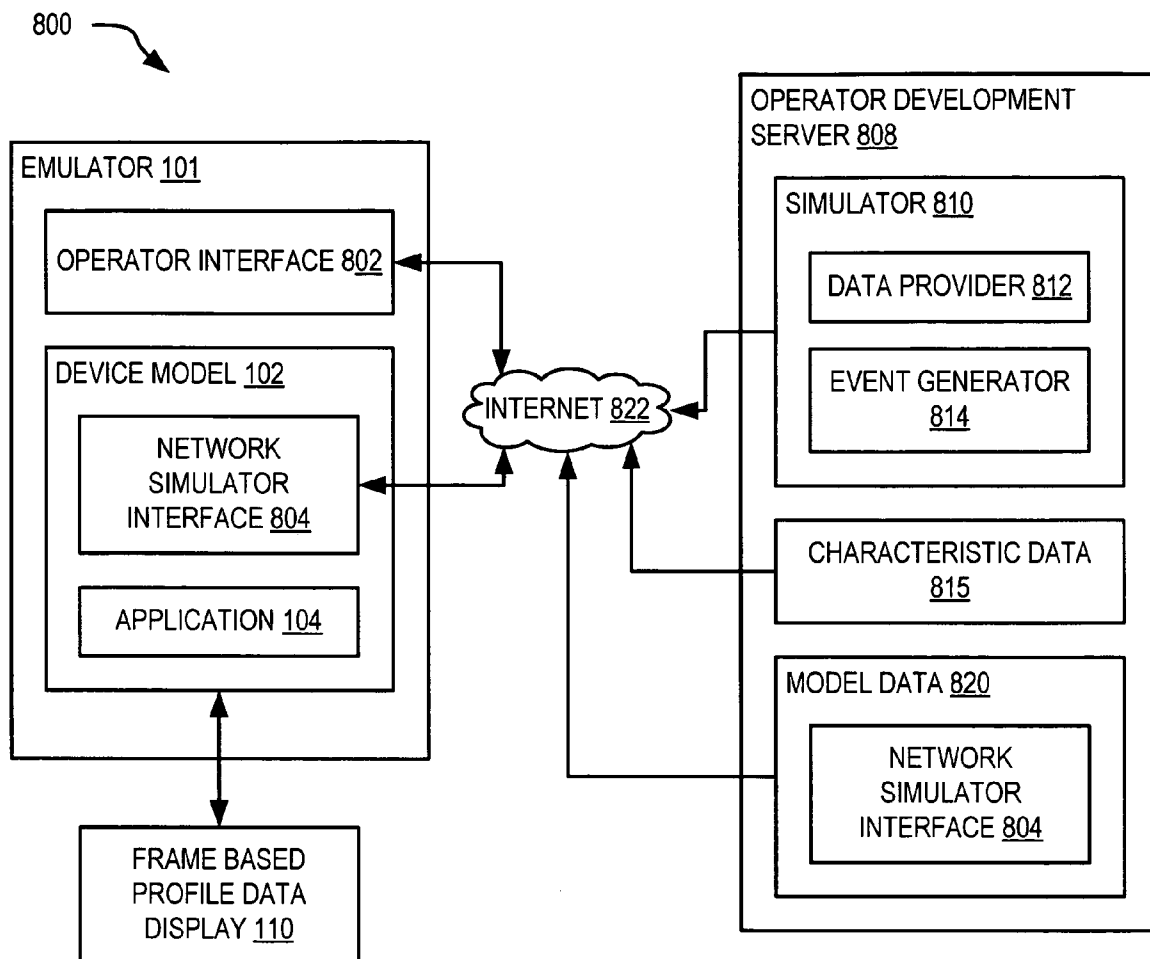 800
EMULATOR 101
OPERATOR INTERFACE 802
DEVICE MODEL 102
NETWORK
SIMULATOR
INTERFACE 804
APPLICATION 104
FRAME BASED
PROFILE DATA
DISPLAY 110
INTERNET 822
OPERATOR DEVELOPMENT
SERVER 808
SIMULATOR 810
DATA PROVIDER 812
EVENT GENERATOR
814
CHARACTERISTIC DATA
815
MODEL DATA 820
NETWORK
SIMULATOR
INTERFACE 804